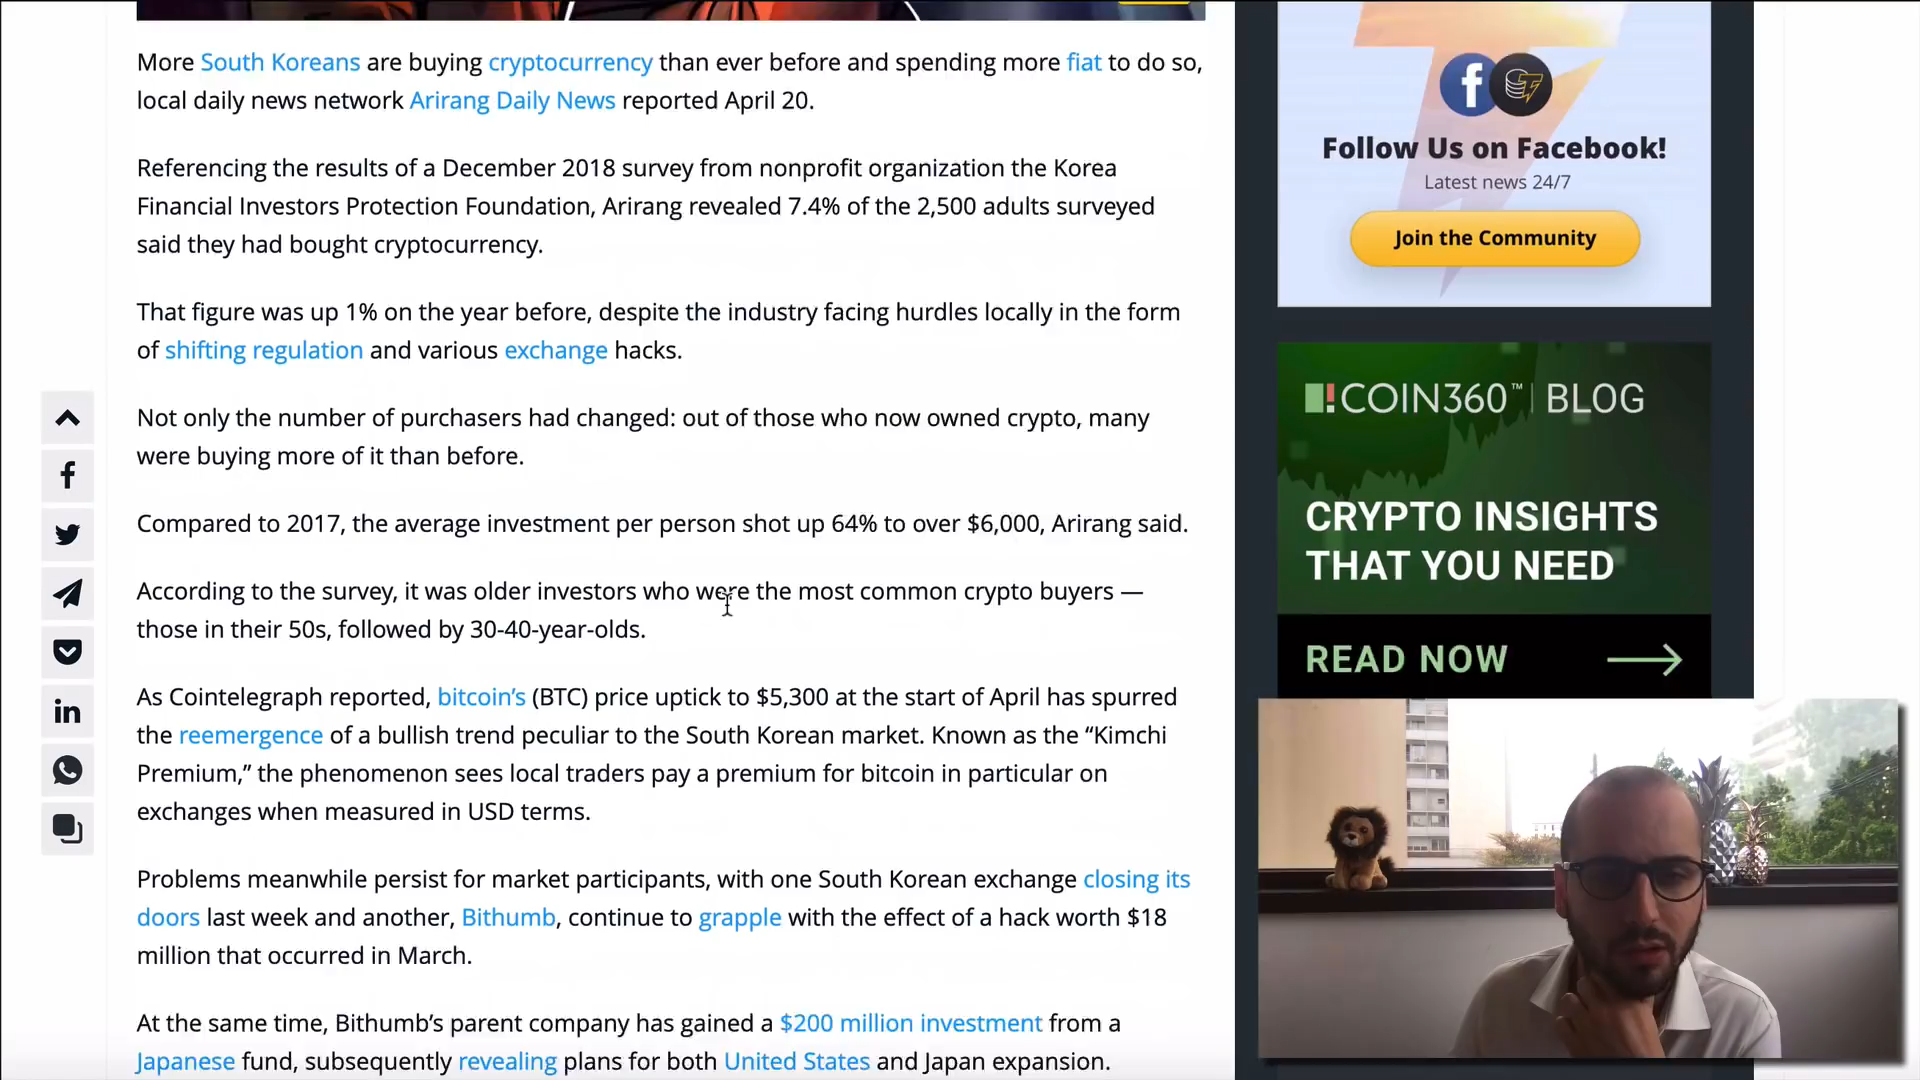 More South Koreans are buying cryptocurrency than ever before and spending more fiat to do so,
local daily news network Arirang Daily News reported April 20.
Referencing the results of a December 2018 survey from nonprofit organization the Korea
Financial Investors Protection Foundation, Arirang revealed 7.4% of the 2,500 adults surveyed
said they had bought cryptocurrency.
That figure was up 1% on the year before, despite the industry facing hurdles locally in the form
of shifting regulation and various exchange hacks.
Not only the number of purchasers had changed: out of those who now owned crypto, many
were buying more of it than before.
Compared to 2017, the average investment per person shot up 64% to over $6,000, Arirang said.
According to the survey, it was older investors who were the most common crypto buyers —
those in their 50s, followed by 30-40-year-olds.
As Cointelegraph reported, bitcoin’s (BTC) price uptick to $5,300 at the start of April has spurred
the reemergence of a bullish trend peculiar to the South Korean market. Known as the “Kimchi
Premium,” the phenomenon sees local traders pay a premium for bitcoin in particular on
exchanges when measured in USD terms.
Problems meanwhile persist for market participants, with one South Korean exchange closing its
doors last week and another, Bithumb, continue to grapple with the effect of a hack worth $18
million that occurred in March.
At the same time, Bithumb’s parent company has gained a $200 million investment from a
Japanese fund, subsequently revealing plans for both United States and Japan expansion.
Follow Us on Facebook!
Latest news 24/7
Join the Community
COIN360™ | BLOG
CRYPTO INSIGHTS
THAT YOU NEED
READ NOW